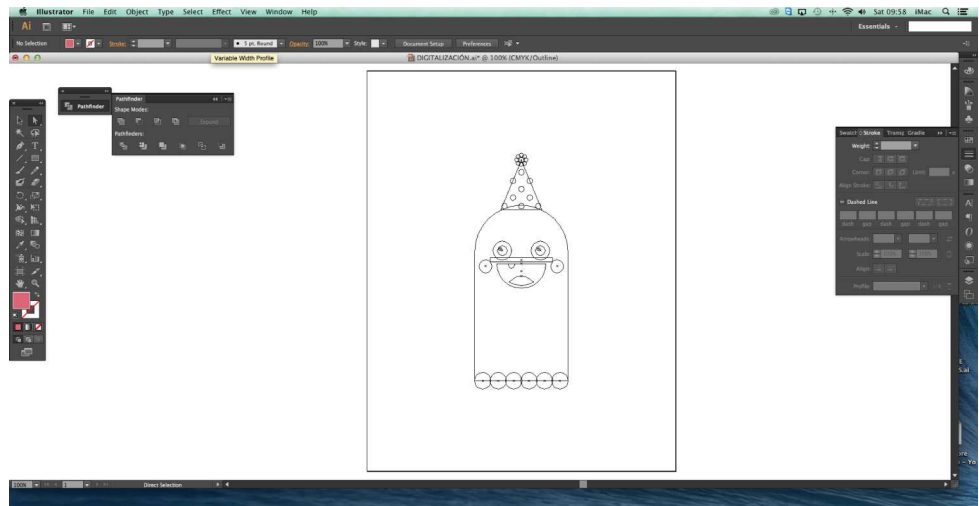 Illustrator File Edit Object Type Select Effect View Window Help Sat 09:58 iMac
Ai Essentials
No Selection Stroke: 5 pt. Round Opacity: 100% Style: Document Setup Preferences
Variable Width Profile
DIGITALIZACIÓN.ai* @ 100% (CMYK/Outline)
Pathfinder
Pathfinder
Shape Modes:
Expand
Pathfinders:
Stroke Gradie
Weight:
Cap:
Corner: Limit:
Align Stroke:
Dashed Line
dash gap dash gap dash gap
Arrowheads:
Scale:
Align:
Profile:
100% 1 Direct Selection